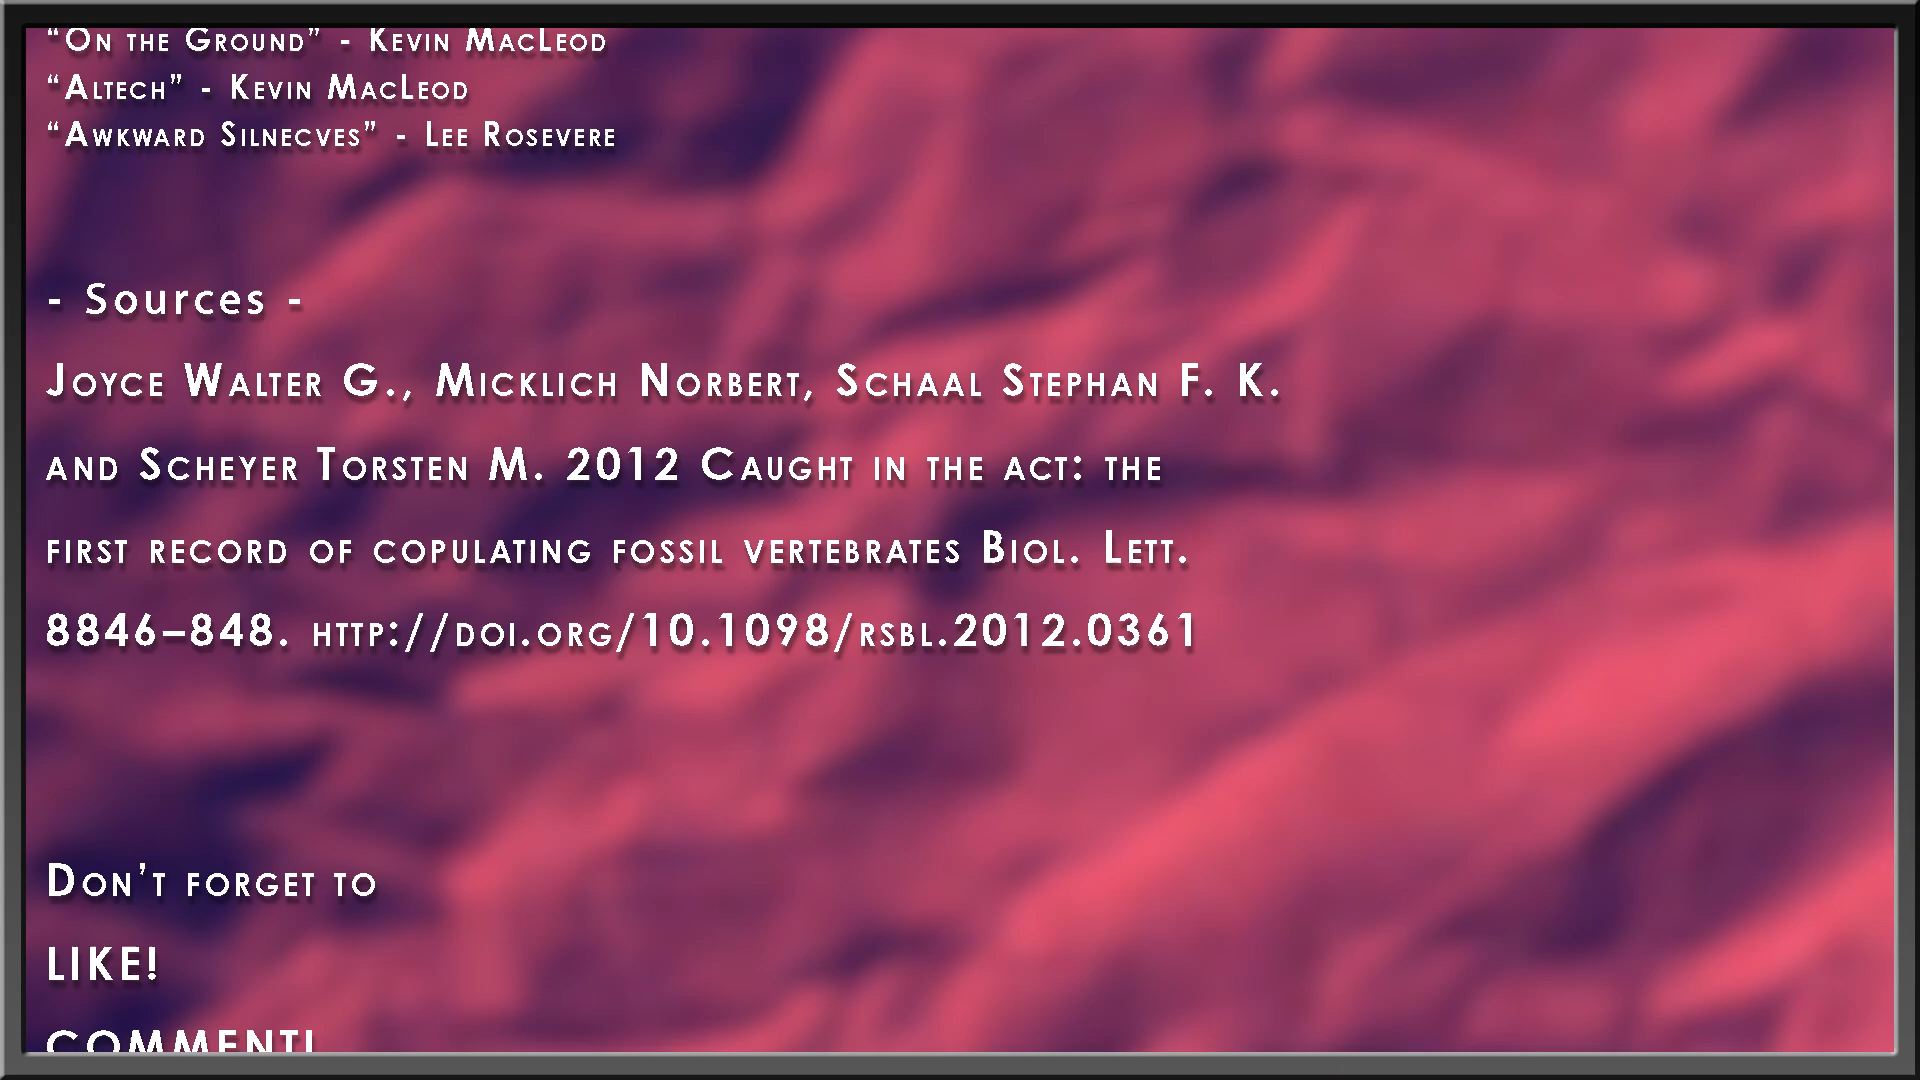 “On the Ground” - Kevin MacLeod
“Altech” - Kevin MacLeod
“Awkward Silnecves” - Lee Rosevere
- Sources -
Joyce Walter G., Micklich Norbert, Schaal Stephan F. K.
and Scheyer Torsten M. 2012 Caught in the act: the
first record of copulating fossil vertebrates Biol. Lett.
8846–848. http://doi.org/10.1098/rsbl.2012.0361
Don’t forget to
LIKE!
COMMENT!